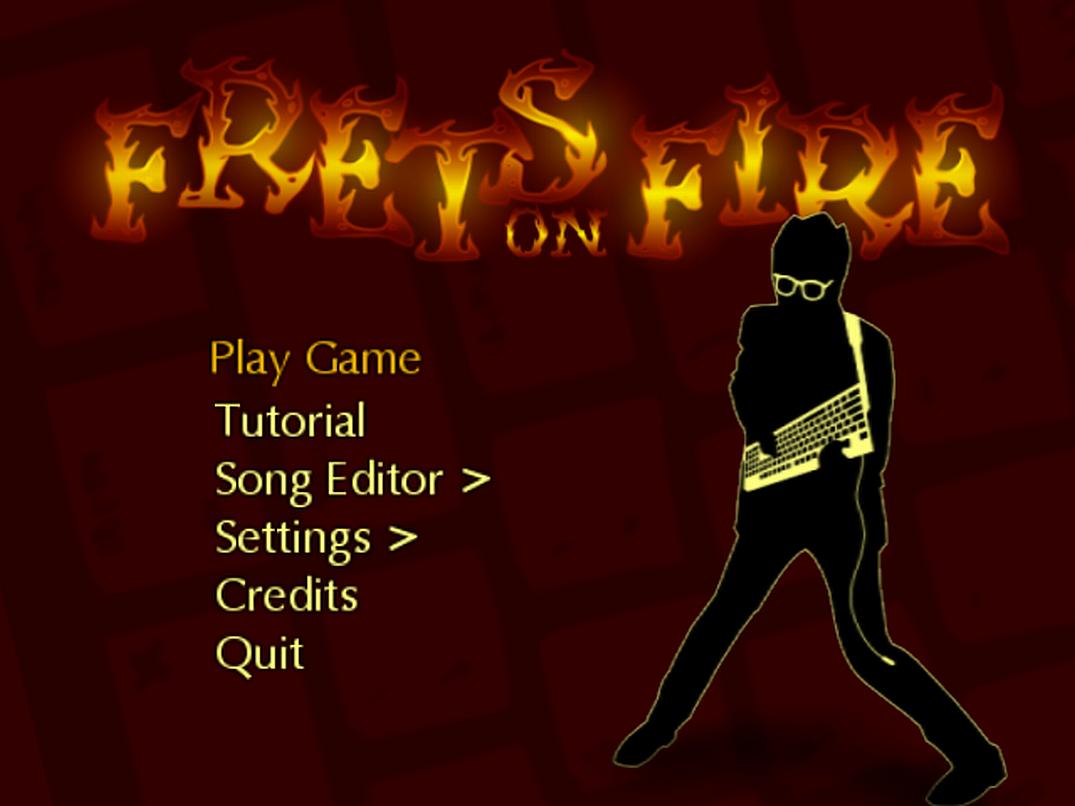 FRETS ON FIRE
Play Game
Tutorial
Song Editor >
Settings >
Credits
Quit